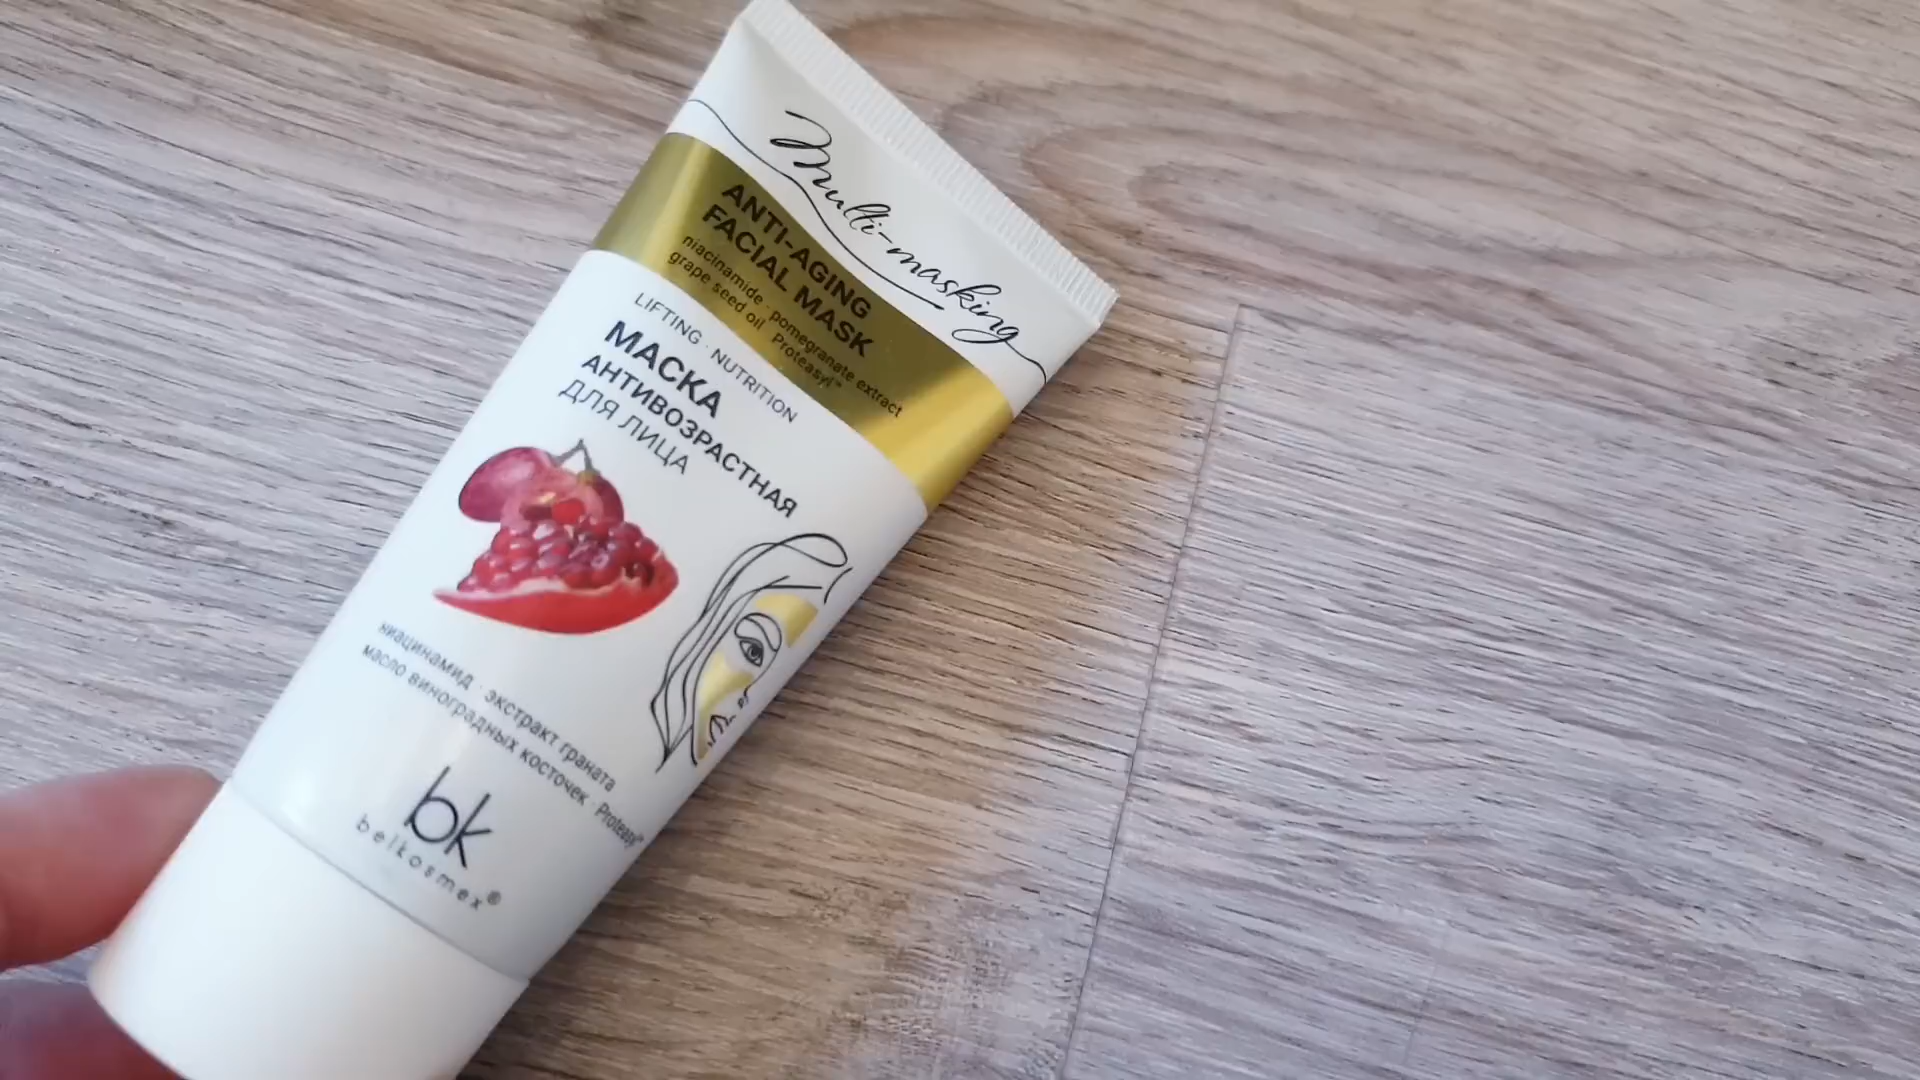 Multi-masking
ANTI-AGING
FACIAL MASK
niacinamide · pomegranate extract
grape seed oil · Proteasyl™
LIFTING · NUTRITION
МАСКА
АНТИВОЗРАСТНАЯ
ДЛЯ ЛИЦА
ниацинамид · экстракт граната
масло виноградных косточек · Proteasyl®
bk
belkosmex®